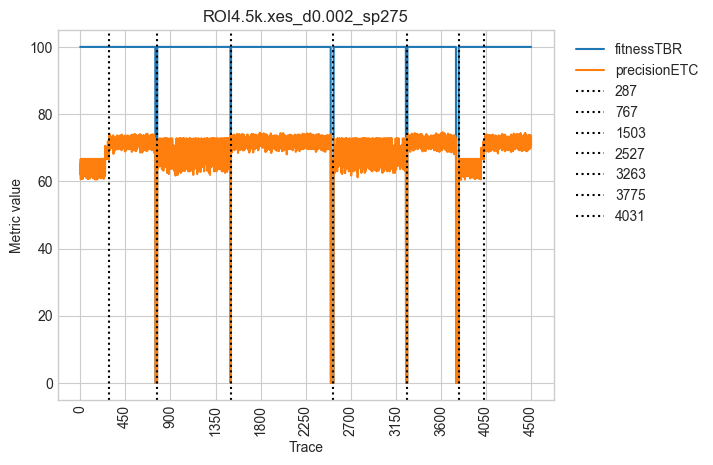 ROI4.5k.xes_d0.002_sp275
fitnessTBR
precisionETC
287
767
1503
2527
3263
3775
4031
Metric value
100
80
60
40
20
0
0 450 900 1350 1800 2250 2700 3150 3600 4050 4500
Trace